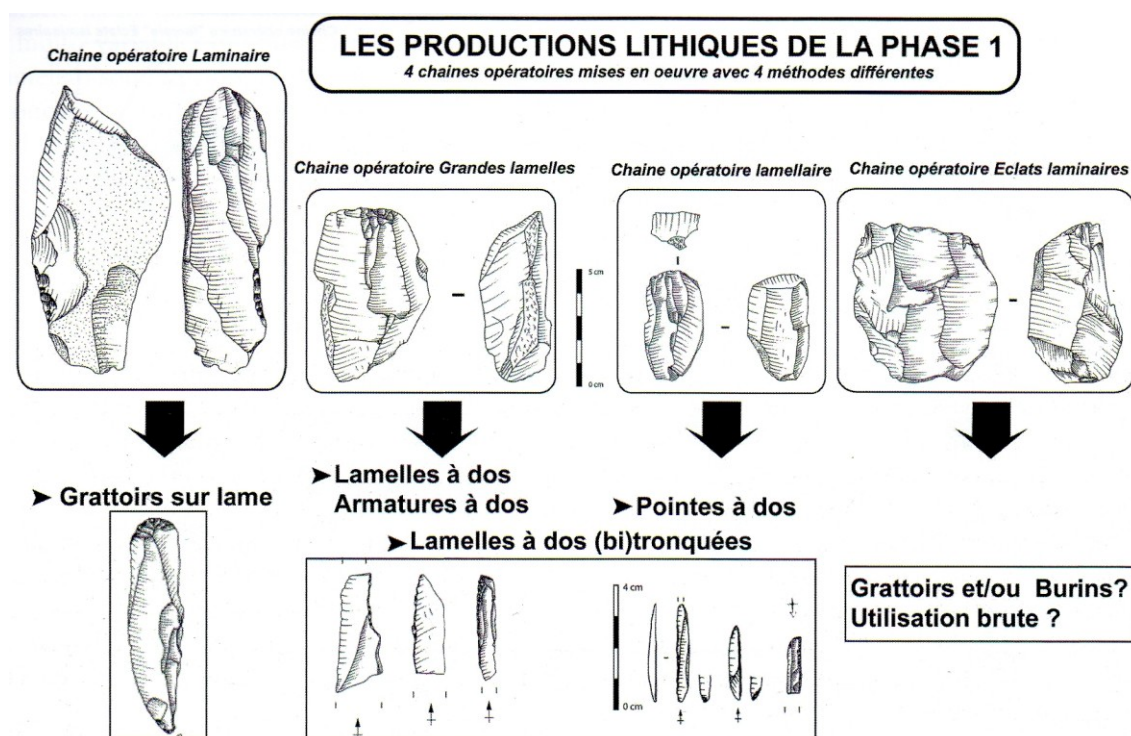 LES PRODUCTIONS LITHIQUES DE LA PHASE 1
4 chaines opératoires mises en oeuvre avec 4 méthodes différentes
Chaine opératoire Laminaire
Chaine opératoire Grandes lamelles
Chaine opératoire lamellaire
Chaine opératoire Eclats laminaires
5 cm
0 cm
➤ Grattoirs sur lame
➤ Lamelles à dos
Armatures à dos
➤ Pointes à dos
➤ Lamelles à dos (bi)tronquées
4 cm
0 cm
Grattoirs et/ou Burins?
Utilisation brute ?